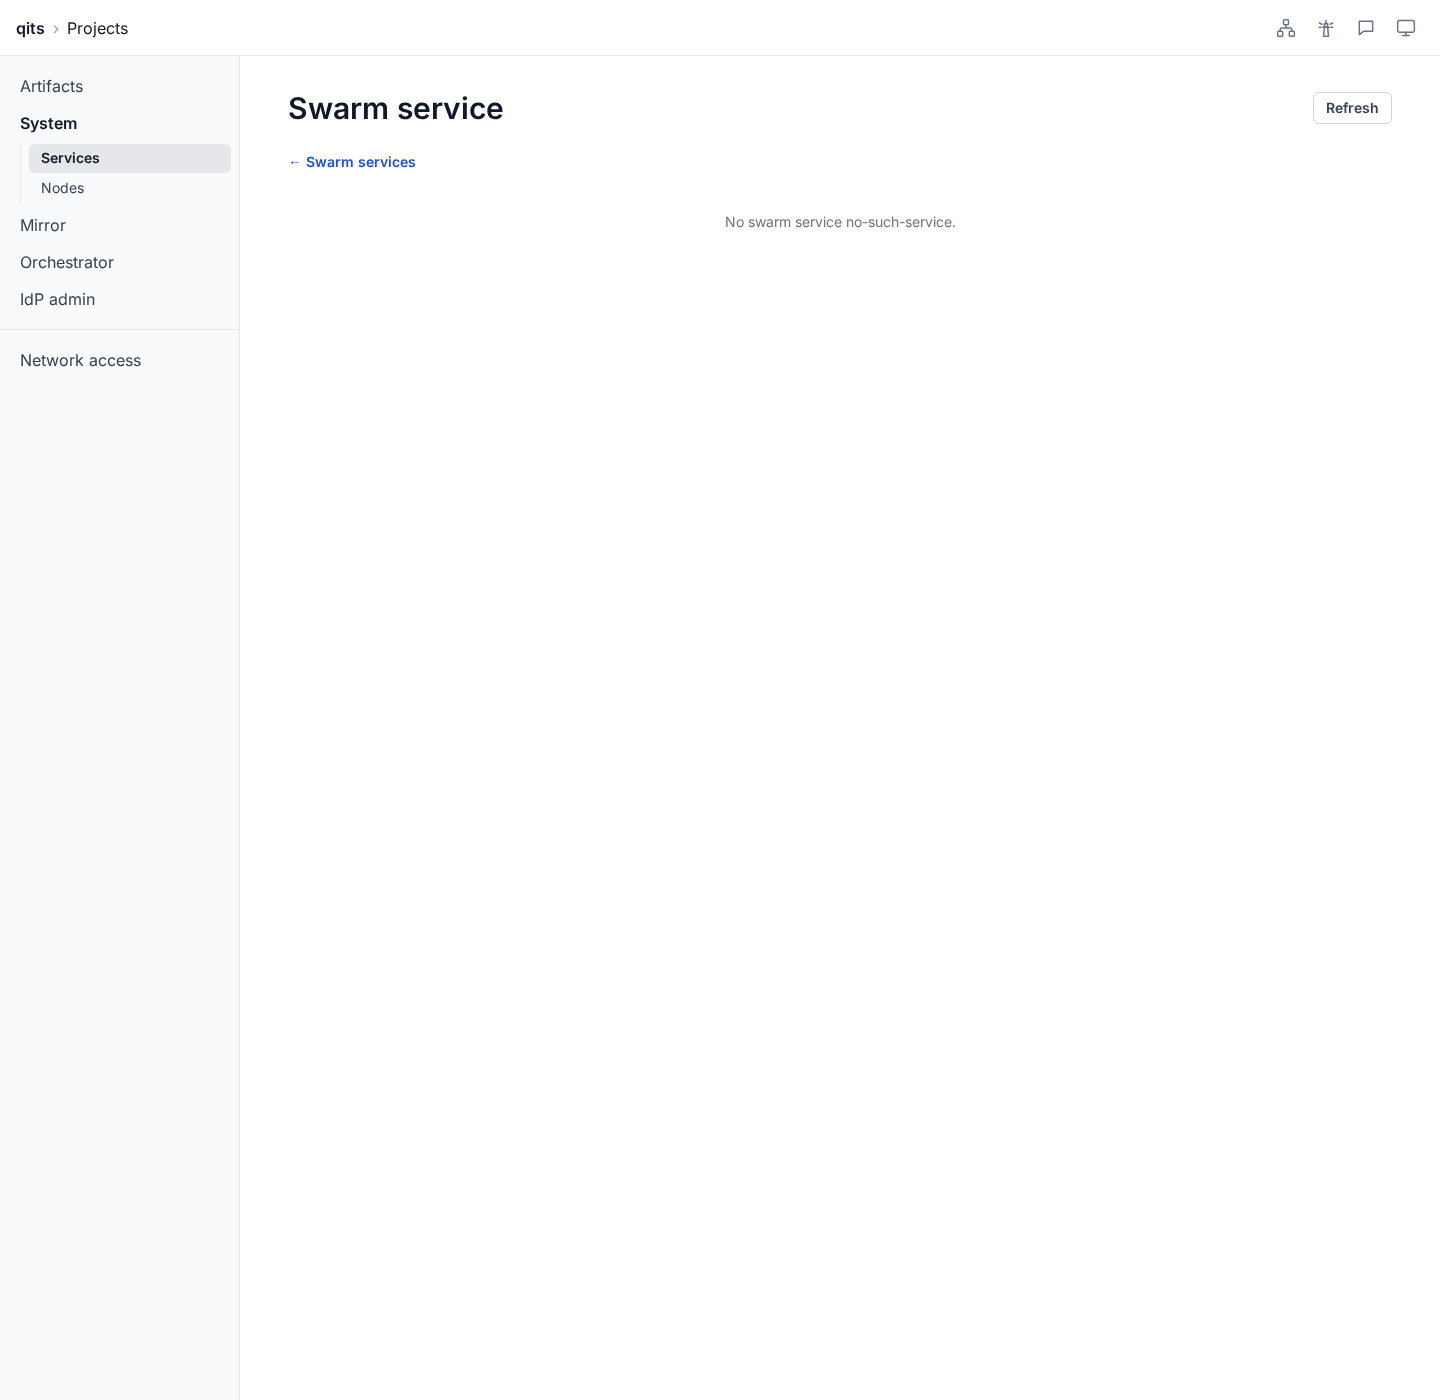 qits › Projects
Artifacts
System
Services
Nodes
Mirror
Orchestrator
IdP admin
Network access
Swarm service
Refresh
← Swarm services
No swarm service no-such-service.